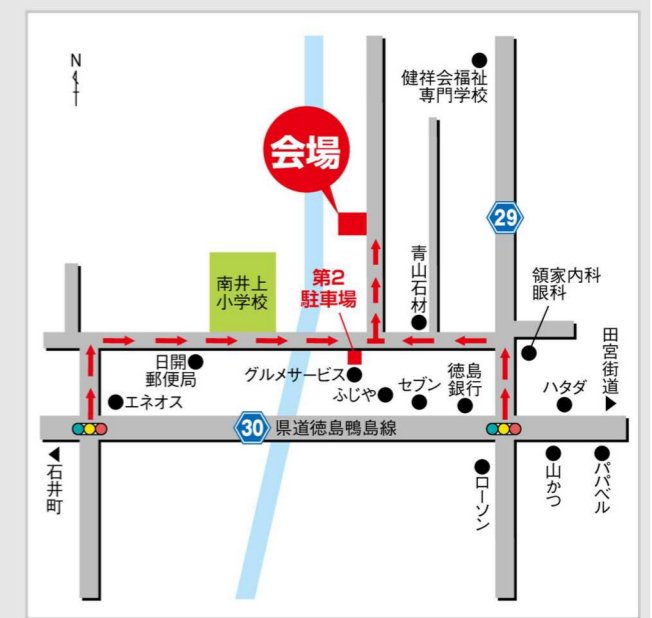 N
健祥会福祉
専門学校
会場
29
青山石材
領家内科
眼科
南井上
小学校
第2
駐車場
田宮街道
日開
郵便局
グルメサービス
ふじや
セブン
徳島
銀行
ハタダ
エネオス
30
県道徳島鴨島線
石井町
ローソン
山かつ
パパベル